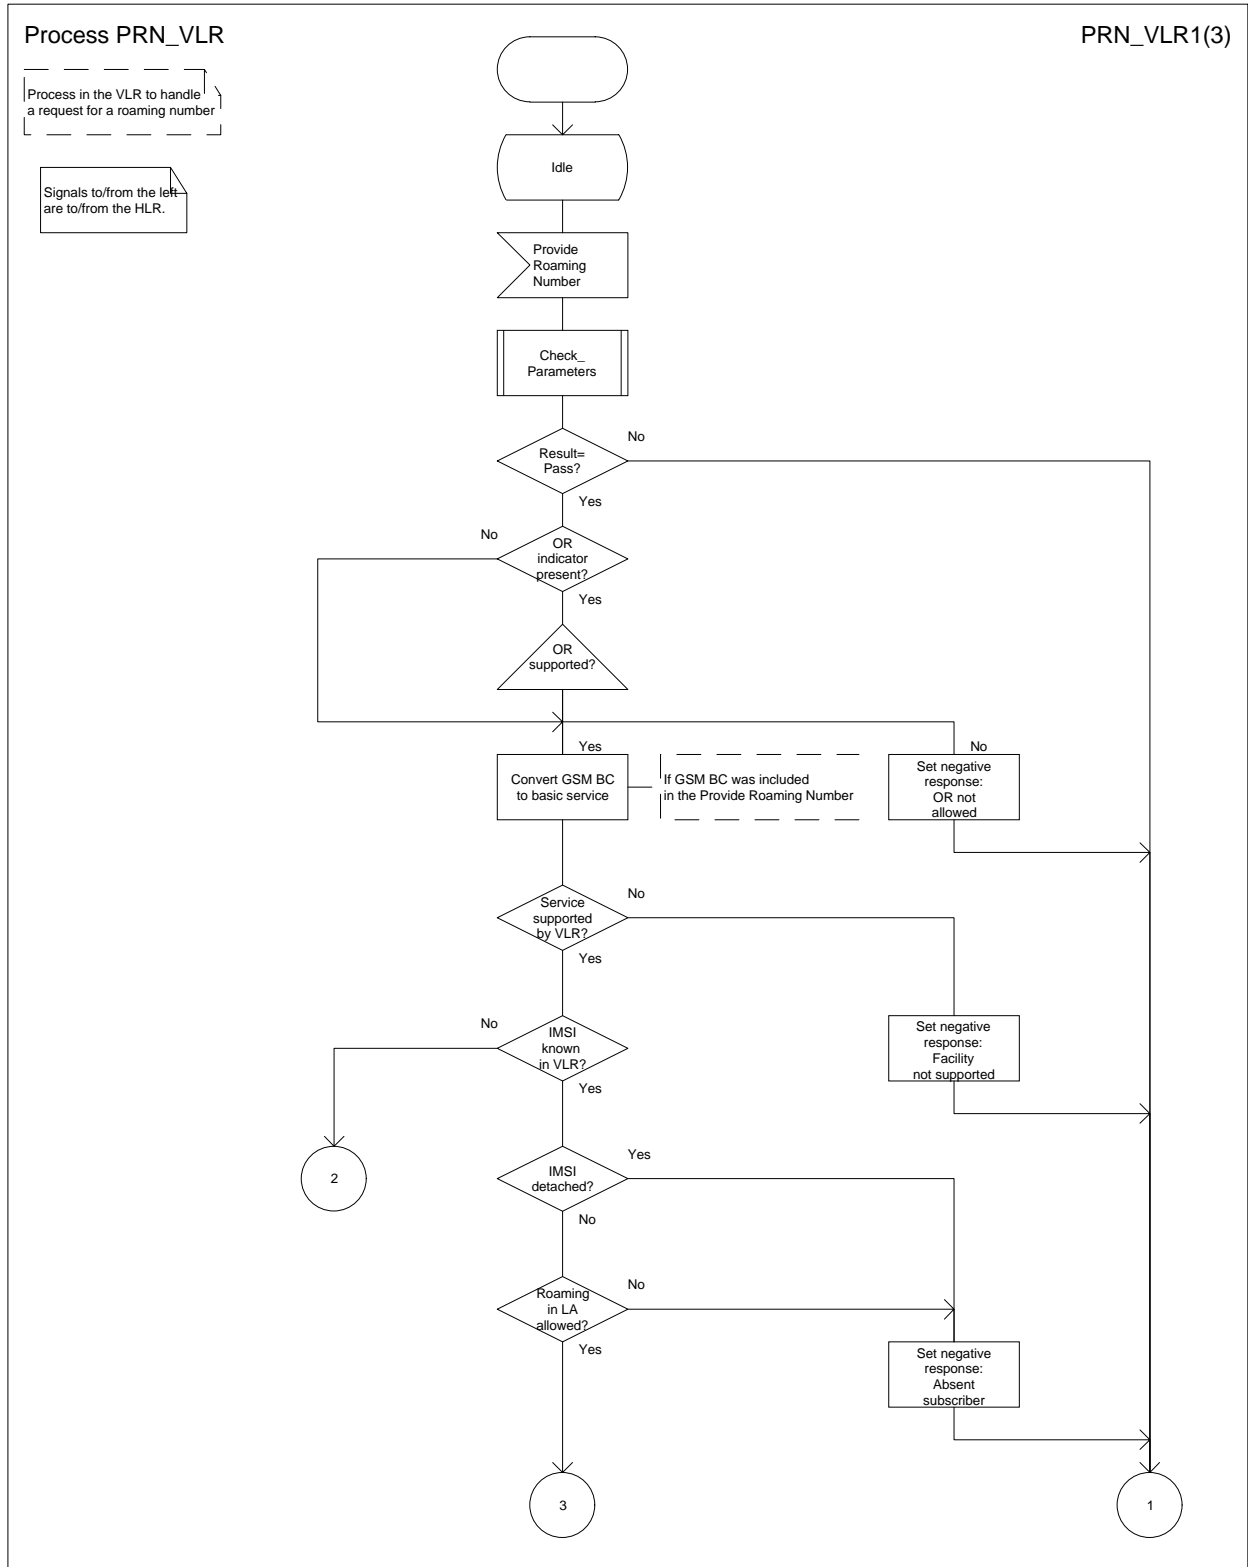 Process PRN_VLR
PRN_VLR1(3)
Process in the VLR to handle
a request for a roaming number
Signals to/from the left
are to/from the HLR.
Idle
Provide
Roaming
Number
Check_
Parameters
Result=
Pass?
No
Yes
No
OR
indicator
present?
Yes
OR
supported?
Yes
No
Convert GSM BC
to basic service
If GSM BC was included
in the Provide Roaming Number
Set negative
response:
OR not
allowed
Service
supported
by VLR?
No
Yes
No
IMSI
known
in VLR?
Yes
Set negative
response:
Facility
not supported
2
IMSI
detached?
Yes
No
Roaming
in LA
allowed?
No
Yes
Set negative
response:
Absent
subscriber
3
1